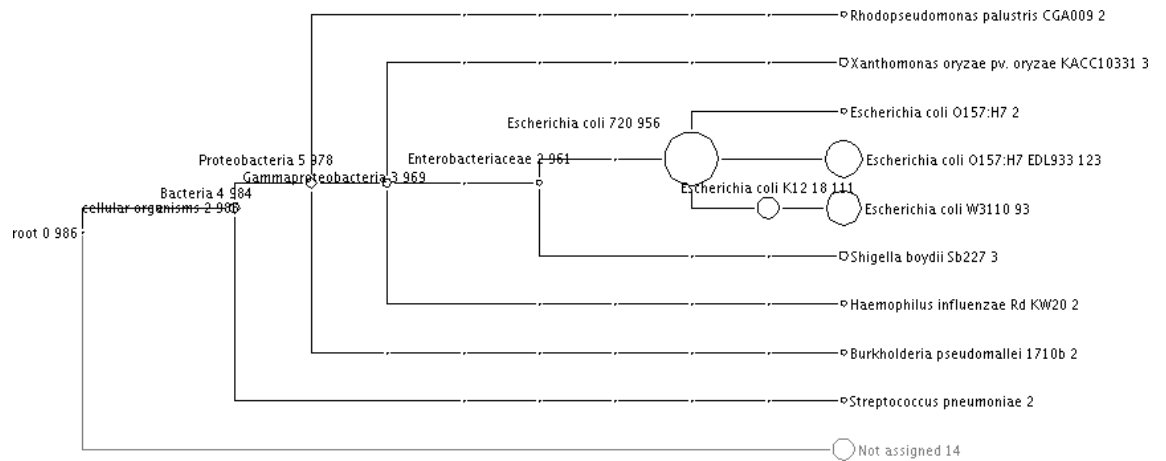 Rhodopseudomonas palustris CGA009 2
Xanthomonas oryzae pv. oryzae KACC10331 3
Escherichia coli O157:H7 2
Escherichia coli 720 956
Proteobacteria 5 978
Enterobacteriaceae 2 961
Escherichia coli O157:H7 EDL933 123
Gammaproteobacteria 3 969
Bacteria 4 984
Escherichia coli K12 18 111
cellular organisms 2 986
Escherichia coli W3110 93
root 0 986
Shigella boydii Sb227 3
Haemophilus influenzae Rd KW20 2
Burkholderia pseudomallei 1710b 2
Streptococcus pneumoniae 2
Not assigned 14